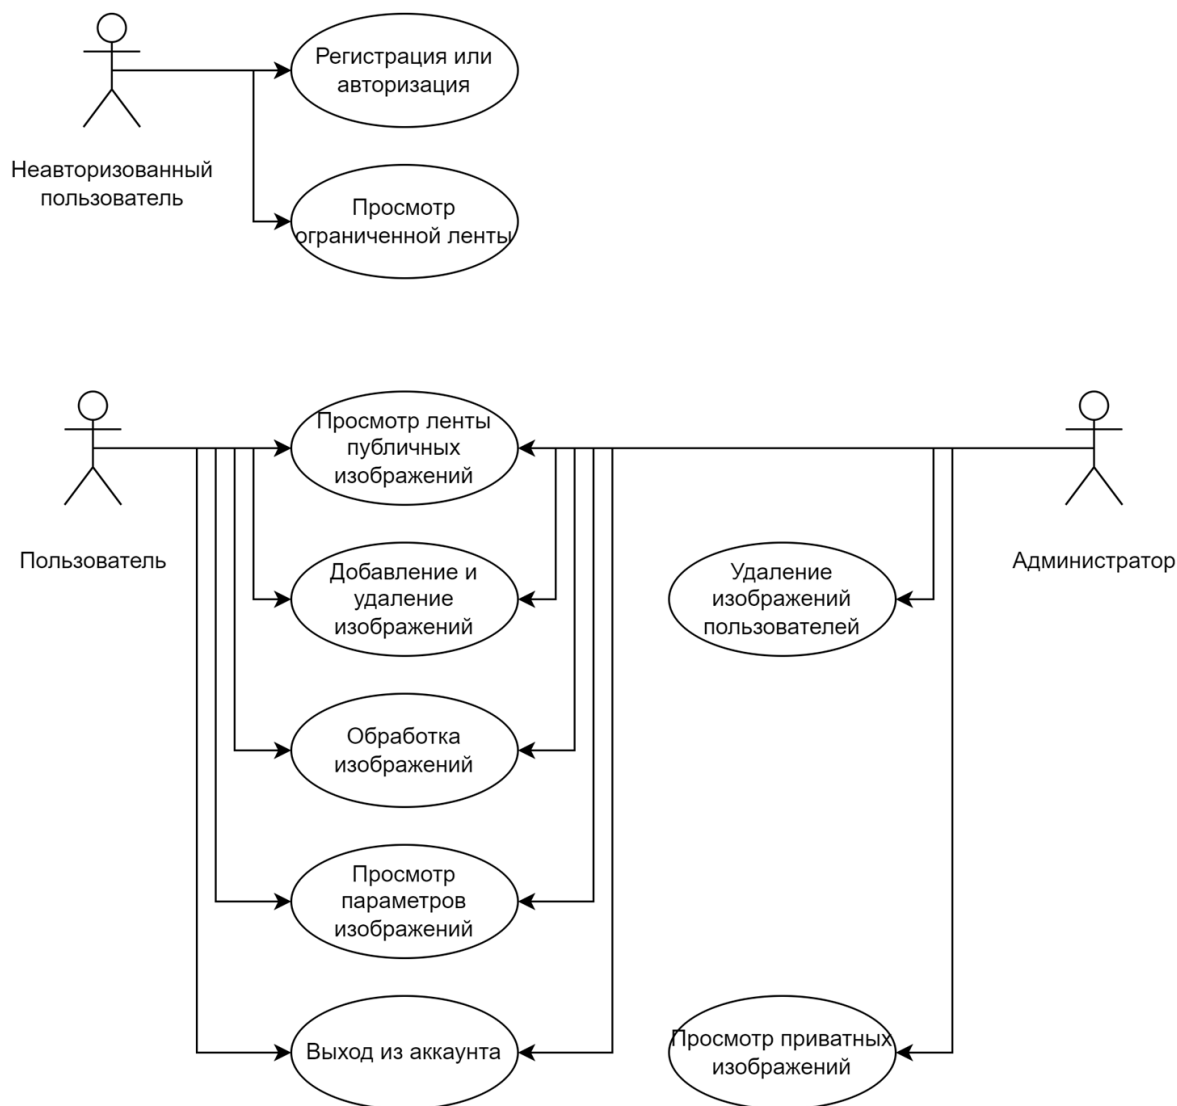 Регистрация или
авторизация
Неавторизованный
пользователь
Просмотр
ограниченной ленты
Просмотр ленты
публичных
изображений
Пользователь
Администратор
Добавление и
удаление
изображений
Удаление
изображений
пользователей
Обработка
изображений
Просмотр
параметров
изображений
Выход из аккаунта
Просмотр приватных
изображений